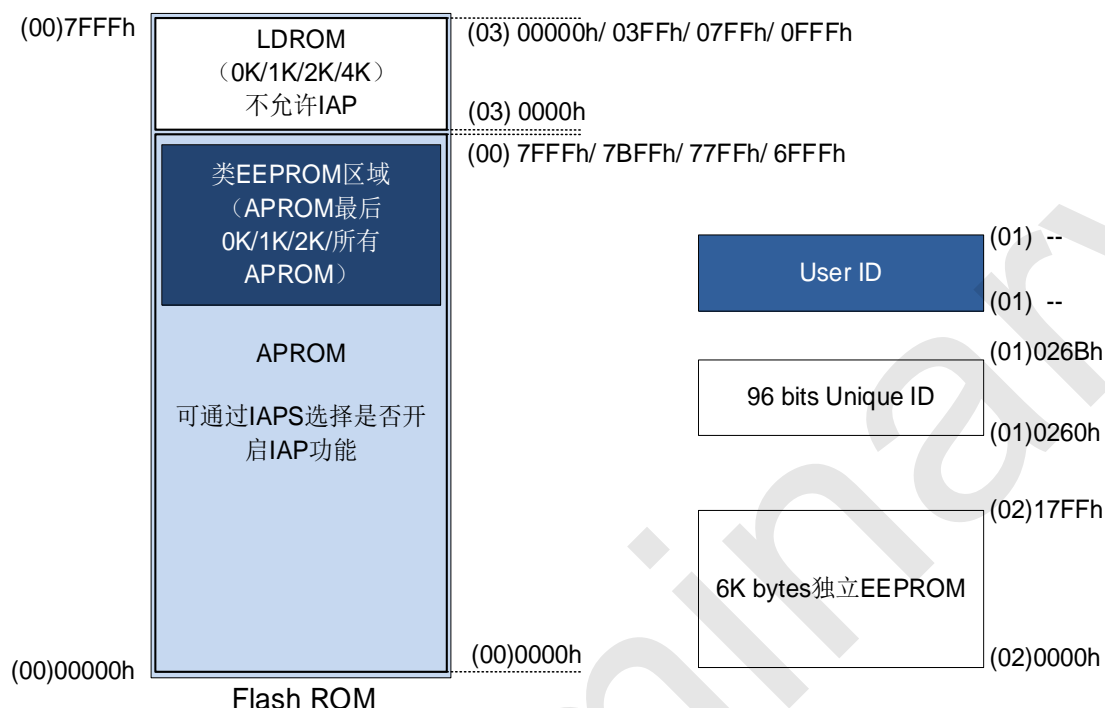 (00)7FFFh
LDROM
（0K/1K/2K/4K）
不允许IAP
(03) 00000h/ 03FFh/ 07FFh/ 0FFFh
(03) 0000h
(00) 7FFFh/ 7BFFh/ 77FFh/ 6FFFh
类EEPROM区域
（APROM最后
0K/1K/2K/所有
APROM）
APROM
可通过IAPS选择是否开
启IAP功能
(00)00000h
(00)0000h
Flash ROM
(01) --
User ID
(01) --
(01)026Bh
96 bits Unique ID
(01)0260h
(02)17FFh
6K bytes独立EEPROM
(02)0000h
minary